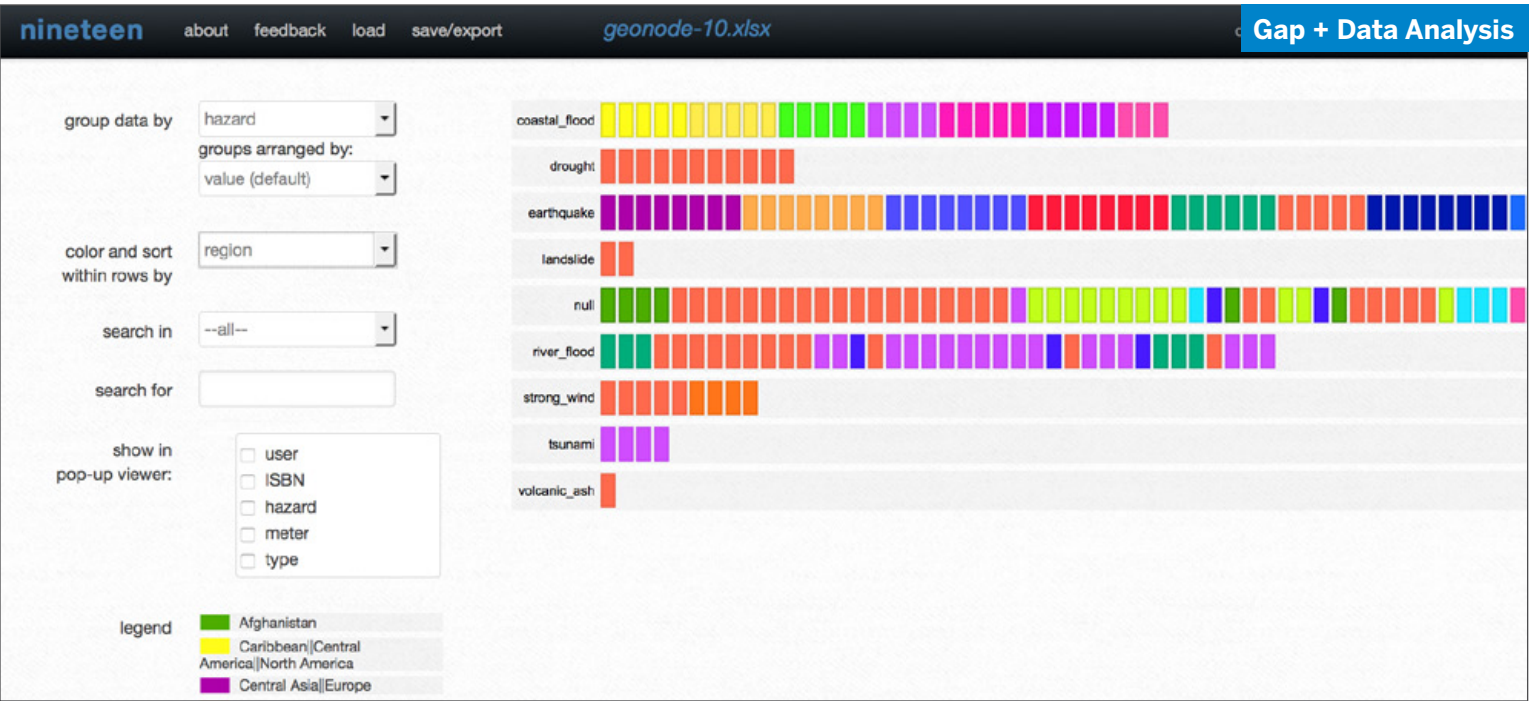 nineteen about feedback load save/export geonode-10.xlsx
Gap + Data Analysis
group data by hazard
groups arranged by:
value (default)
color and sort
within rows by
region
search in --all--
search for
show in
pop-up viewer:
user
ISBN
hazard
meter
type
legend
Afghanistan
Caribbean||Central
America||North America
Central Asia||Europe
coastal_flood
drought
earthquake
landslide
null
river_flood
strong_wind
tsunami
volcanic_ash